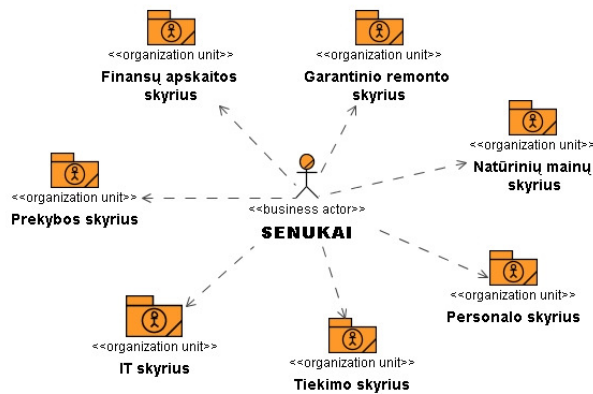 <<organization unit>>
Finansų apskaitos
skyrius
<<organization unit>>
Garantinio remonto
skyrius
<<organization unit>>
Natūrinių mainų
skyrius
<<organization unit>>
Prekybos skyrius
<<business actor>>
SENUKAI
<<organization unit>>
Personalo skyrius
<<organization unit>>
IT skyrius
<<organization unit>>
Tiekimo skyrius